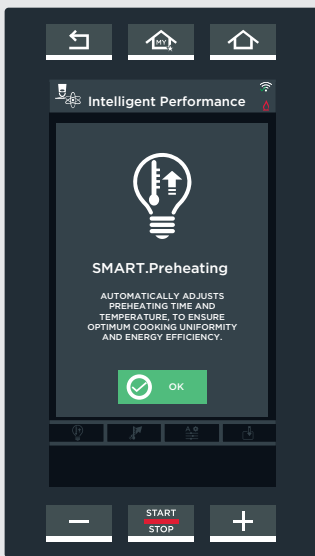 MY
Intelligent Performance
SMART.Preheating
AUTOMATICALLY ADJUSTS
PREHEATING TIME AND
TEMPERATURE, TO ENSURE
OPTIMUM COOKING UNIFORMITY
AND ENERGY EFFICIENCY.
OK
START
STOP